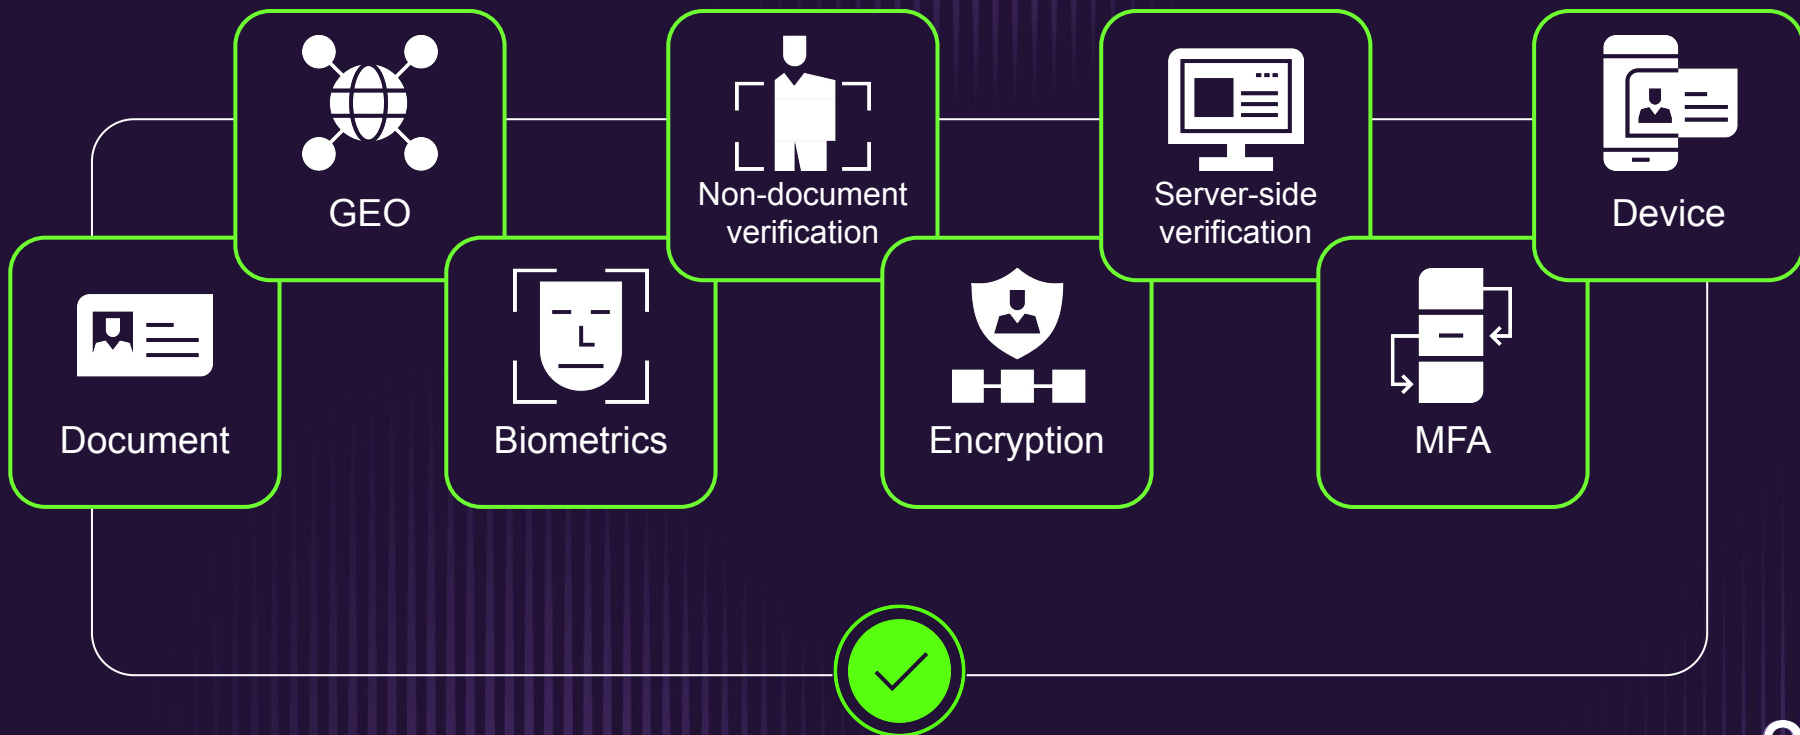 GEO
Non-document
verification
Server-side
verification
Device
Document
Biometrics
Encryption
MFA